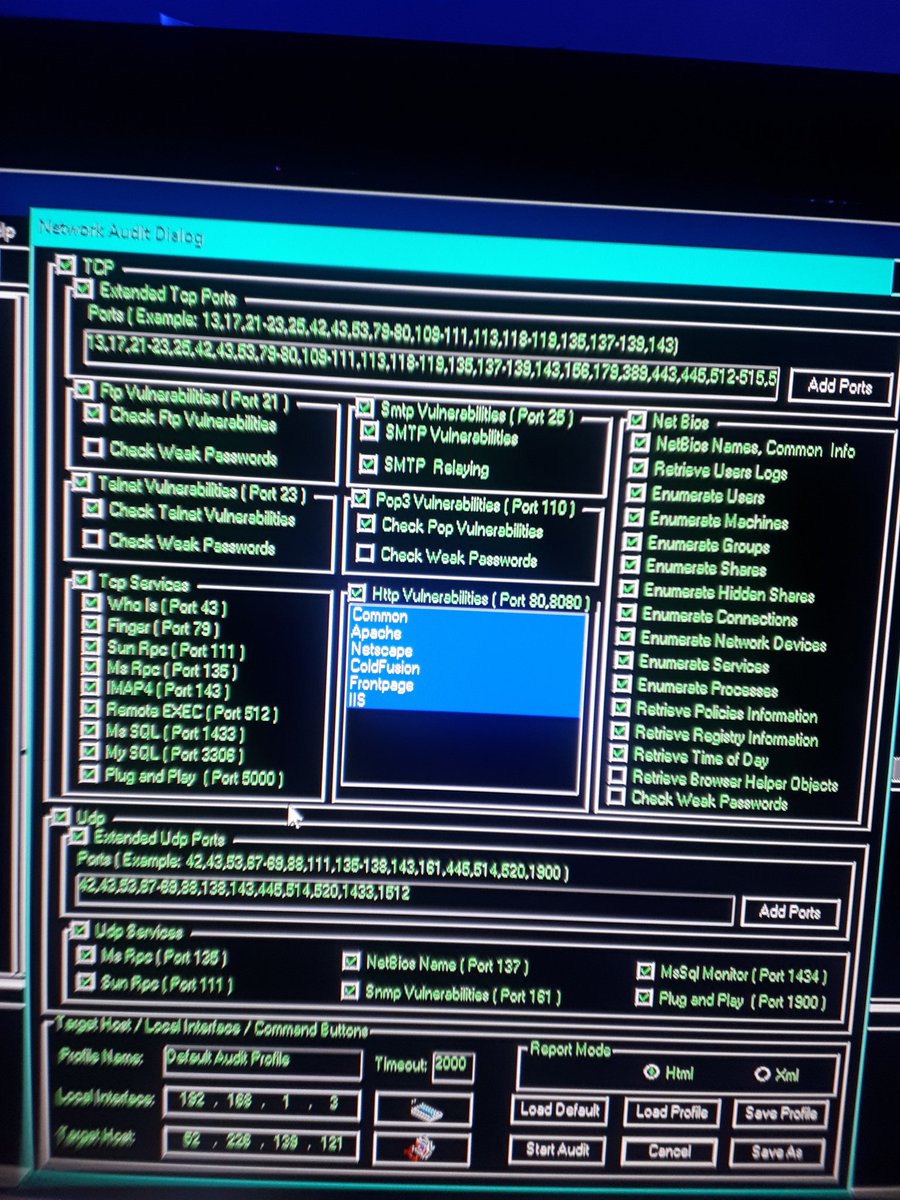 lp
Network Audit Dialog
TCP
Extended Tcp Ports
Ports ( Example: 13,17,21-23,25,42,43,53,79-80,109-111,113,118-119,135,137-139,143)
13,17,21-23,25,42,43,53,79-80,109-111,113,118-119,135,137-139,143,156,179,389,443,445,512-515,5
Add Ports
Ftp Vulnerabilities ( Port 21 )
Check Ftp Vulnerabilities
Check Weak Passwords
Smtp Vulnerabilities ( Port 25 )
SMTP Vulnerabilities
SMTP Relaying
Telnet Vulnerabilities ( Port 23 )
Check Telnet Vulnerabilities
Check Weak Passwords
Pop3 Vulnerabilities ( Port 110 )
Check Pop Vulnerabilities
Check Weak Passwords
Tcp Services
Who Is ( Port 43 )
Finger ( Port 79 )
Sun Rpc ( Port 111 )
Ms Rpc ( Port 135 )
IMAP4 ( Port 143 )
Remote EXEC ( Port 512 )
Ms SQL ( Port 1433 )
My SQL ( Port 3306 )
Plug and Play ( Port 5000 )
Http Vulnerabilities ( Port 80,8080 )
Common
Apache
Netscape
ColdFusion
Frontpage
IIS
Net Bios
NetBios Names, Common Info
Retrieve Users Logs
Enumerate Users
Enumerate Machines
Enumerate Groups
Enumerate Shares
Enumerate Hidden Shares
Enumerate Connections
Enumerate Network Devices
Enumerate Services
Enumerate Processes
Retrieve Policies Information
Retrieve Registry Information
Retrieve Time of Day
Retrieve Browser Helper Objects
Check Weak Passwords
Udp
Extended Udp Ports
Ports ( Example: 42,43,53,67-69,88,111,135-138,143,161,445,514,520,1900 )
42,43,53,67-69,88,138,143,445,514,520,1433,1512
Add Ports
Udp Services
Ms Rpc ( Port 135 )
Sun Rpc ( Port 111 )
NetBios Name ( Port 137 )
Snmp Vulnerabilities ( Port 161 )
MsSql Monitor ( Port 1434 )
Plug and Play ( Port 1900 )
Target Host / Local Interface / Command Buttons
Profile Name: Default Audit Profile
Timeout: 2000
Report Mode
Html
Xml
Local Interface: 192 . 168 . 1 . 3
Load Default
Load Profile
Save Profile
Target Host:
Start Audit
Cancel
Save As